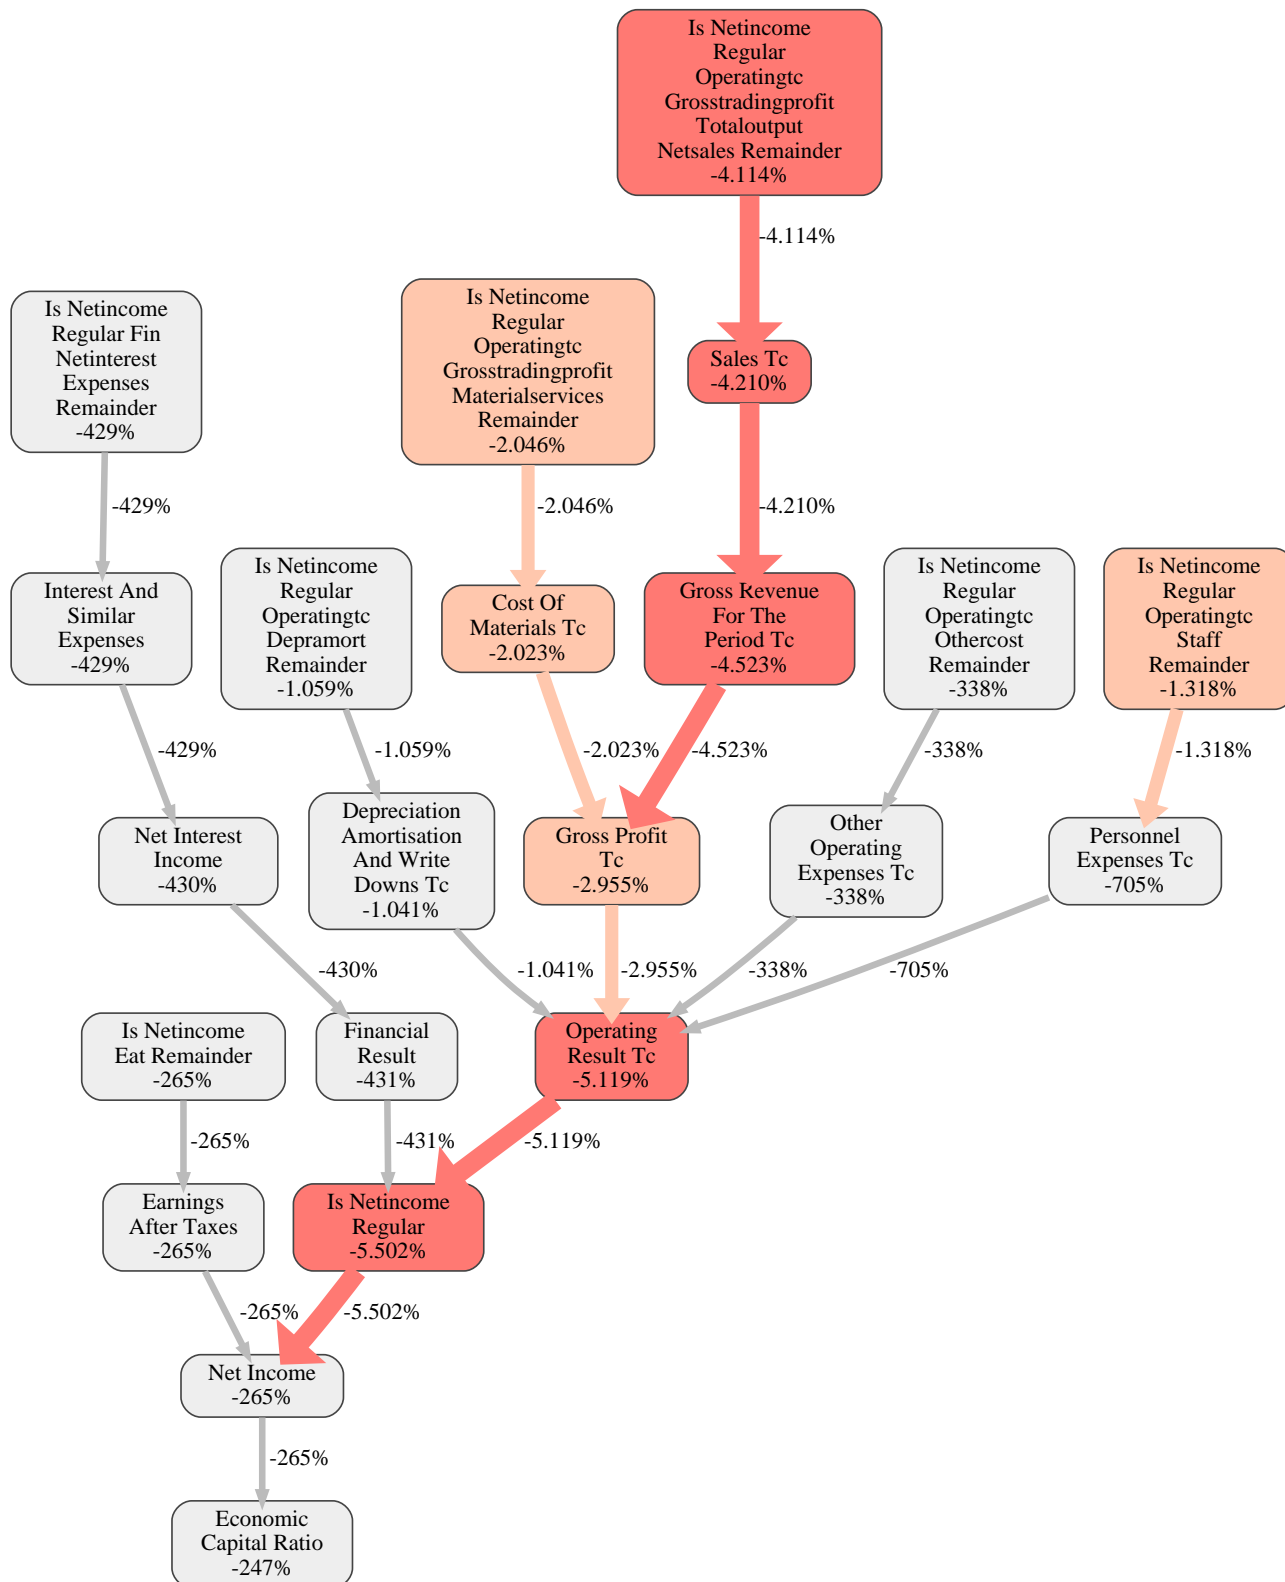 Is Netincome
Regular
Operatingtc
Grosstradingprofit
Totaloutput
Netsales Remainder
-4.114%
-4.114%
Is Netincome
Regular Fin
Netinterest
Expenses
Remainder
-429%
Is Netincome
Regular
Operatingtc
Grosstradingprofit
Materialservices
Remainder
-2.046%
Sales Tc
-4.210%
-429%
-2.046%
-4.210%
Interest And
Similar
Expenses
-429%
Is Netincome
Regular
Operatingtc
Depramort
Remainder
-1.059%
Cost Of
Materials Tc
-2.023%
Gross Revenue
For The
Period Tc
-4.523%
Is Netincome
Regular
Operatingtc
Othercost
Remainder
-338%
Is Netincome
Regular
Operatingtc
Staff
Remainder
-1.318%
-429%
-1.059%
-2.023%
-4.523%
-338%
-1.318%
Net Interest
Income
-430%
Depreciation
Amortisation
And Write
Downs Tc
-1.041%
Gross Profit
Tc
-2.955%
Other
Operating
Expenses Tc
-338%
Personnel
Expenses Tc
-705%
-430%
-1.041%
-2.955%
-338%
-705%
Is Netincome
Eat Remainder
-265%
Financial
Result
-431%
Operating
Result Tc
-5.119%
-265%
-431%
-5.119%
Earnings
After Taxes
-265%
Is Netincome
Regular
-5.502%
-265%
-5.502%
Net Income
-265%
-265%
Economic
Capital Ratio
-247%